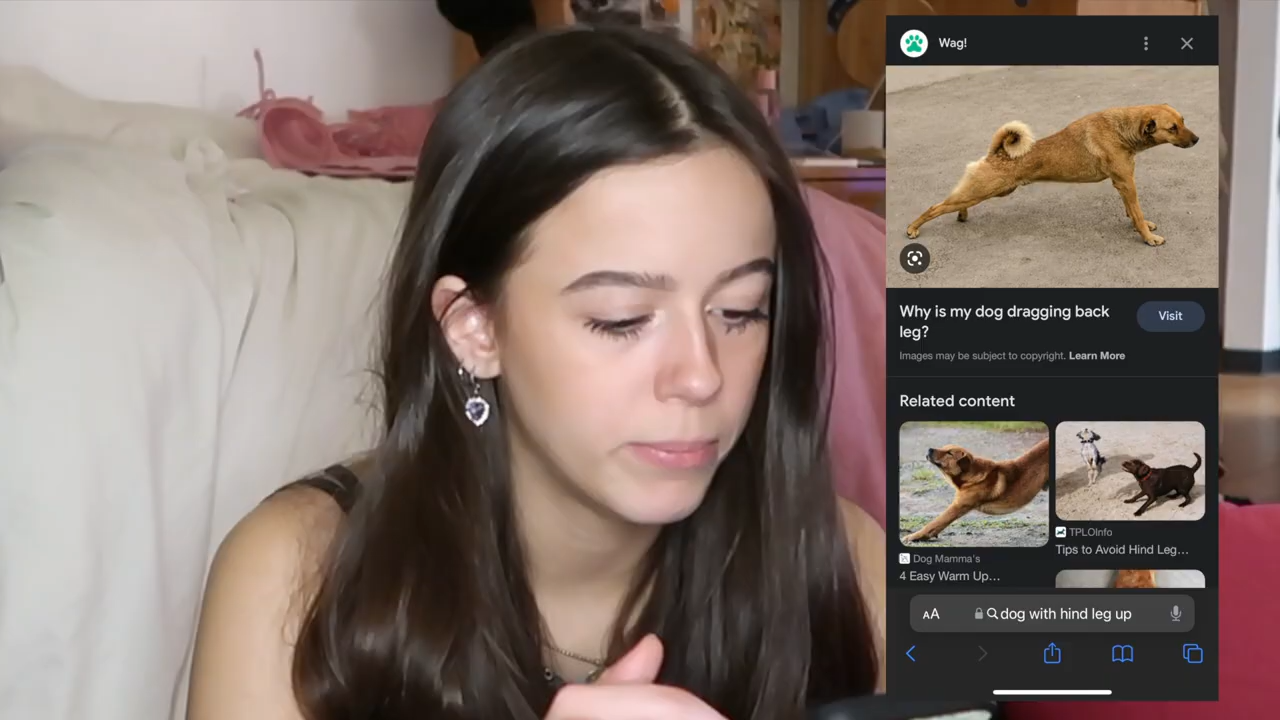 Wag!
Why is my dog dragging back
leg?
Visit
Images may be subject to copyright. Learn More
Related content
Dog Mamma's
4 Easy Warm Up...
TPLOInfo
Tips to Avoid Hind Leg...
AA
dog with hind leg up